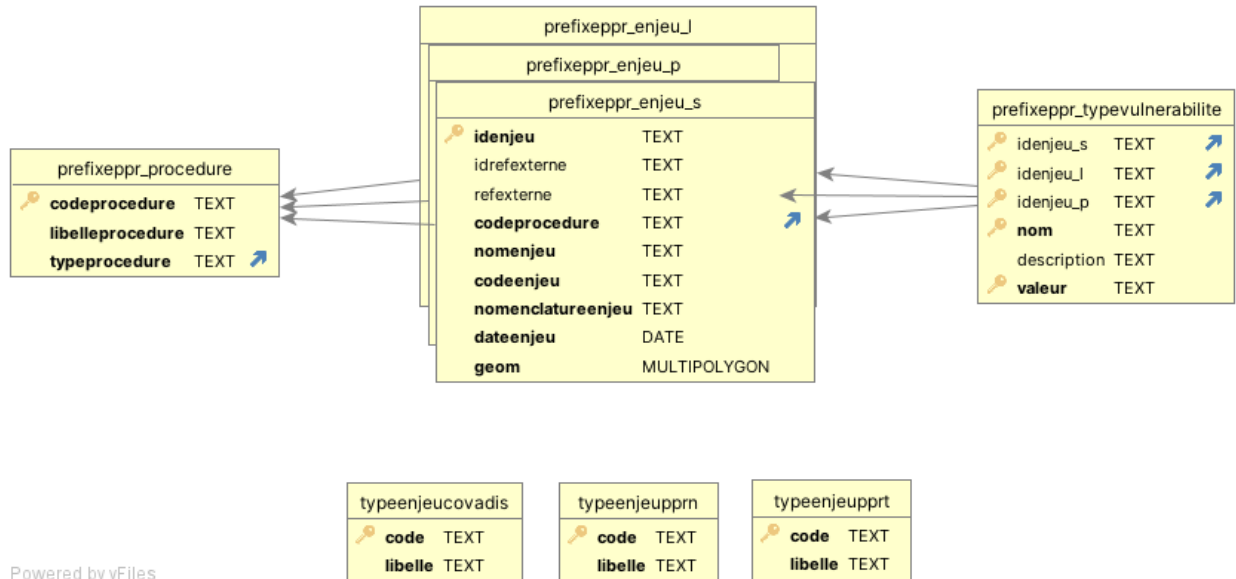 prefixeppr_enjeu_l
prefixeppr_enjeu_p
prefixeppr_enjeu_s
idenjeu TEXT
idrefexterne TEXT
refexterne TEXT
codeprocedure TEXT
nomenjeu TEXT
codeenjeu TEXT
nomenclatureenjeu TEXT
dateenjeu DATE
geom MULTIPOLYGON
prefixeppr_procedure
codeprocedure TEXT
libelleprocedure TEXT
typeprocedure TEXT
prefixeppr_typevulnerabilite
idenjeu_s TEXT
idenjeu_l TEXT
idenjeu_p TEXT
nom TEXT
description TEXT
valeur TEXT
typeenjeucovadis
code TEXT
libelle TEXT
typeenjeupprn
code TEXT
libelle TEXT
typeenjeupprt
code TEXT
libelle TEXT
Powered by yFiles